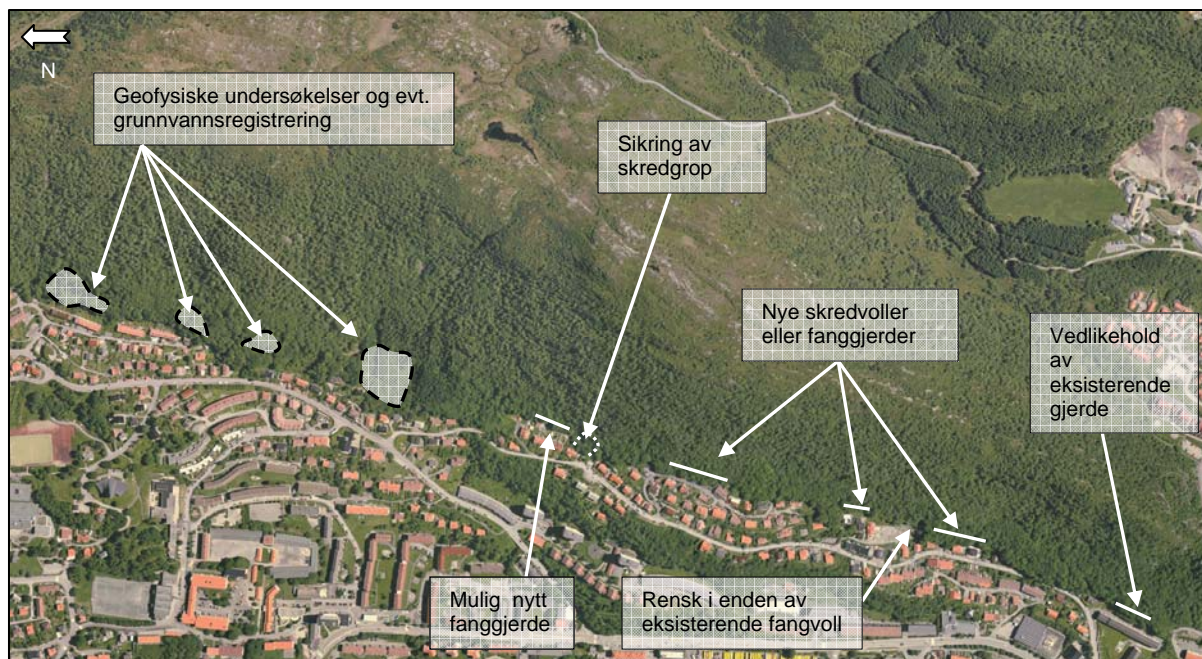 N
Geofysiske undersøkelser og evt.
grunnvannsregistrering
Sikring av
skredgrop
Nye skredvoller
eller fanggjerder
Vedlikehold
av
eksisterende
gjerde
Mulig nytt
fanggjerde
Rensk i enden av
eksisterende fangvoll